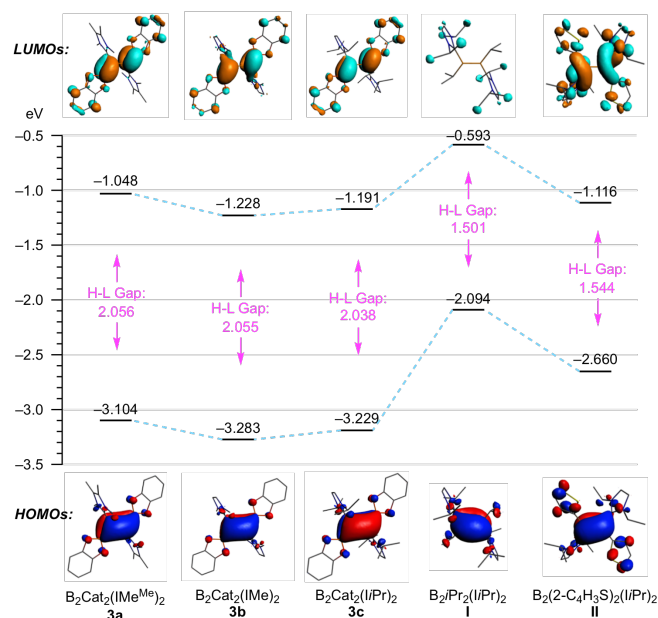 LUMOs:
eV
–0.5
–1.0
–1.5
–2.0
–2.5
–3.0
–3.5
–1.048
–1.228
–1.191
–0.593
–1.116
H-L Gap:
2.056
H-L Gap:
2.055
H-L Gap:
2.038
H-L Gap:
1.501
H-L Gap:
1.544
–3.104
–3.283
–3.229
–2.094
–2.660
HOMOs:
B₂Cat₂(IMeᴹᵉ)₂
3a
B₂Cat₂(IMe)₂
3b
B₂Cat₂(IiPr)₂
3c
B₂iPr₂(IiPr)₂
I
B₂(2-C₄H₃S)₂(IiPr)₂
II